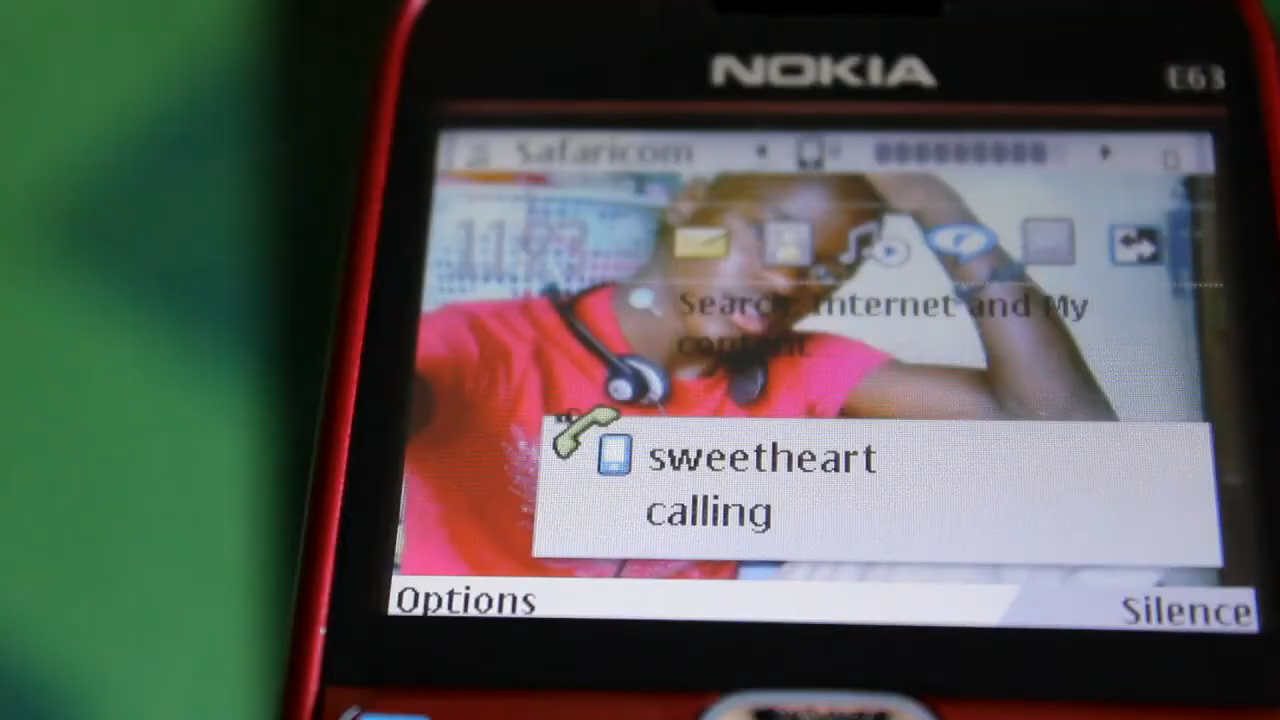 NOKIA
E63
Safaricom
Search Internet and My
content
sweetheart
calling
Options
Silence